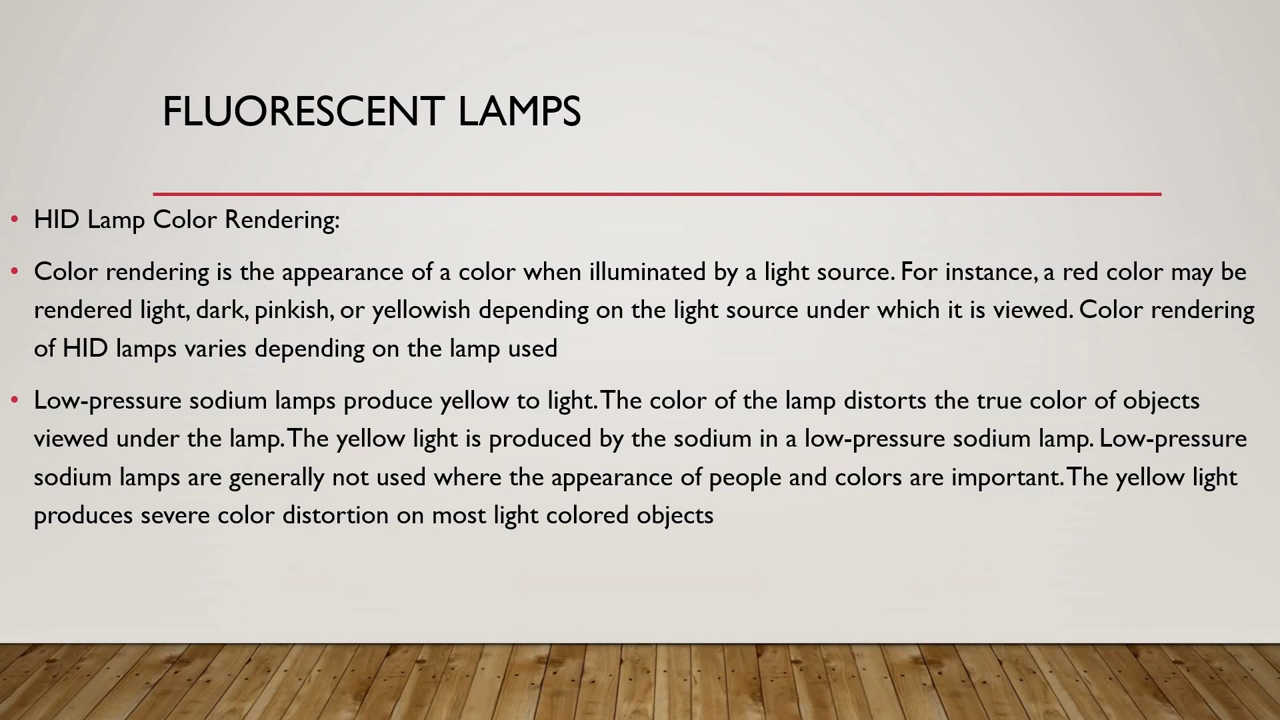 FLUORESCENT LAMPS
• HID Lamp Color Rendering:
• Color rendering is the appearance of a color when illuminated by a light source. For instance, a red color may be
rendered light, dark, pinkish, or yellowish depending on the light source under which it is viewed. Color rendering
of HID lamps varies depending on the lamp used
• Low-pressure sodium lamps produce yellow to light. The color of the lamp distorts the true color of objects
viewed under the lamp. The yellow light is produced by the sodium in a low-pressure sodium lamp. Low-pressure
sodium lamps are generally not used where the appearance of people and colors are important. The yellow light
produces severe color distortion on most light colored objects